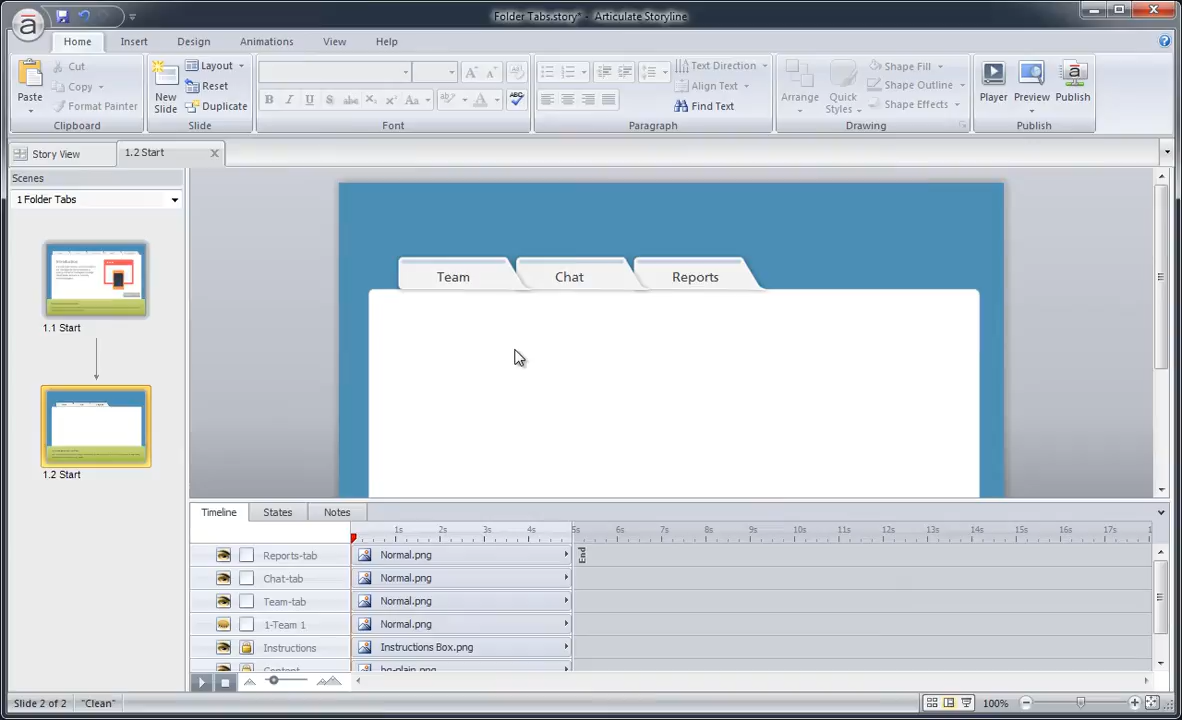 Folder Tabs.story* - Articulate Storyline
Home Insert Design Animations View Help
Paste
Cut
Copy
Format Painter
Clipboard
New Slide
Layout
Reset
Duplicate
Slide
Font
Text Direction
Align Text
Find Text
Paragraph
Arrange
Quick Styles
Shape Fill
Shape Outline
Shape Effects
Drawing
Player
Preview
Publish
Publish
Story View
1.2 Start
Scenes
1 Folder Tabs
1.1 Start
1.2 Start
Team
Chat
Reports
Timeline States Notes
1s 2s 3s 4s 5s 6s 7s 8s 9s 10s 11s 12s 13s 14s 15s 16s 17s 1
End
Reports-tab Normal.png
Chat-tab Normal.png
Team-tab Normal.png
1-Team 1 Normal.png
Instructions Instructions Box.png
Content bg-plain.png
Slide 2 of 2 "Clean" 100%